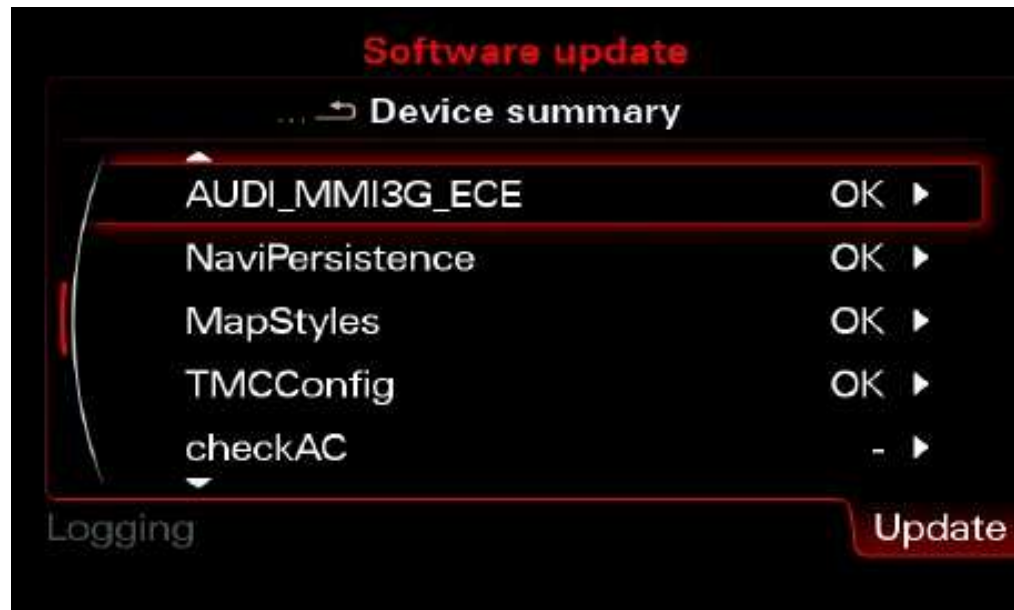 Software update
... Device summary
AUDI_MMI3G_ECE OK
NaviPersistence OK
MapStyles OK
TMCConfig OK
checkAC -
Logging Update